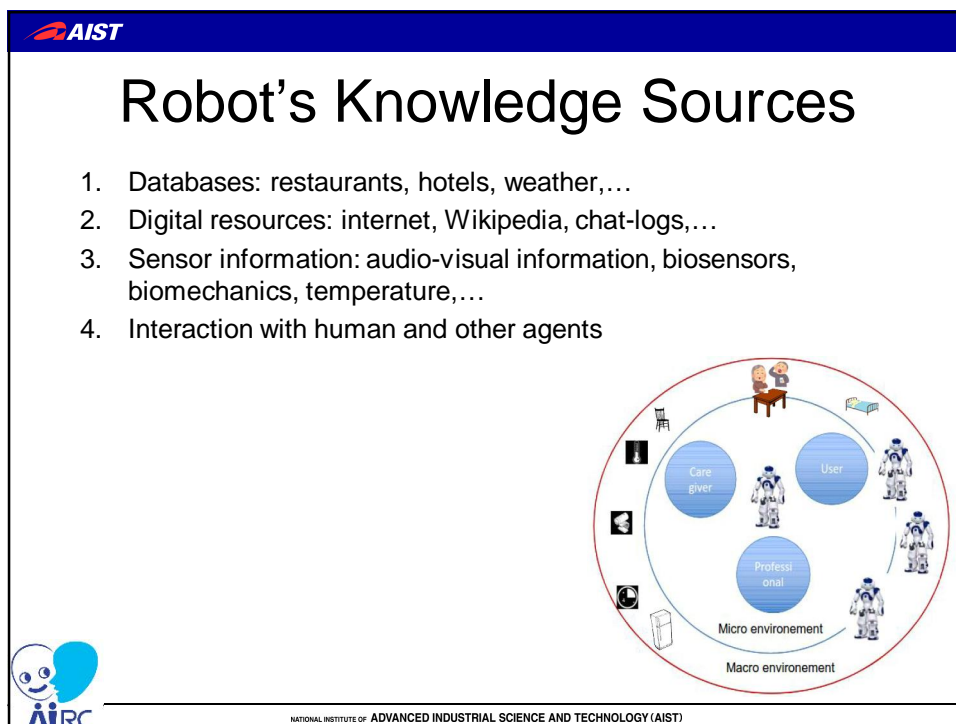 AIST
Robot's Knowledge Sources
1. Databases: restaurants, hotels, weather,…
2. Digital resources: internet, Wikipedia, chat-logs,…
3. Sensor information: audio-visual information, biosensors,
biomechanics, temperature,…
4. Interaction with human and other agents
Care
giver
User
Professi
onal
Micro environement
Macro environement
AiRC
NATIONAL INSTITUTE OF ADVANCED INDUSTRIAL SCIENCE AND TECHNOLOGY (AIST)